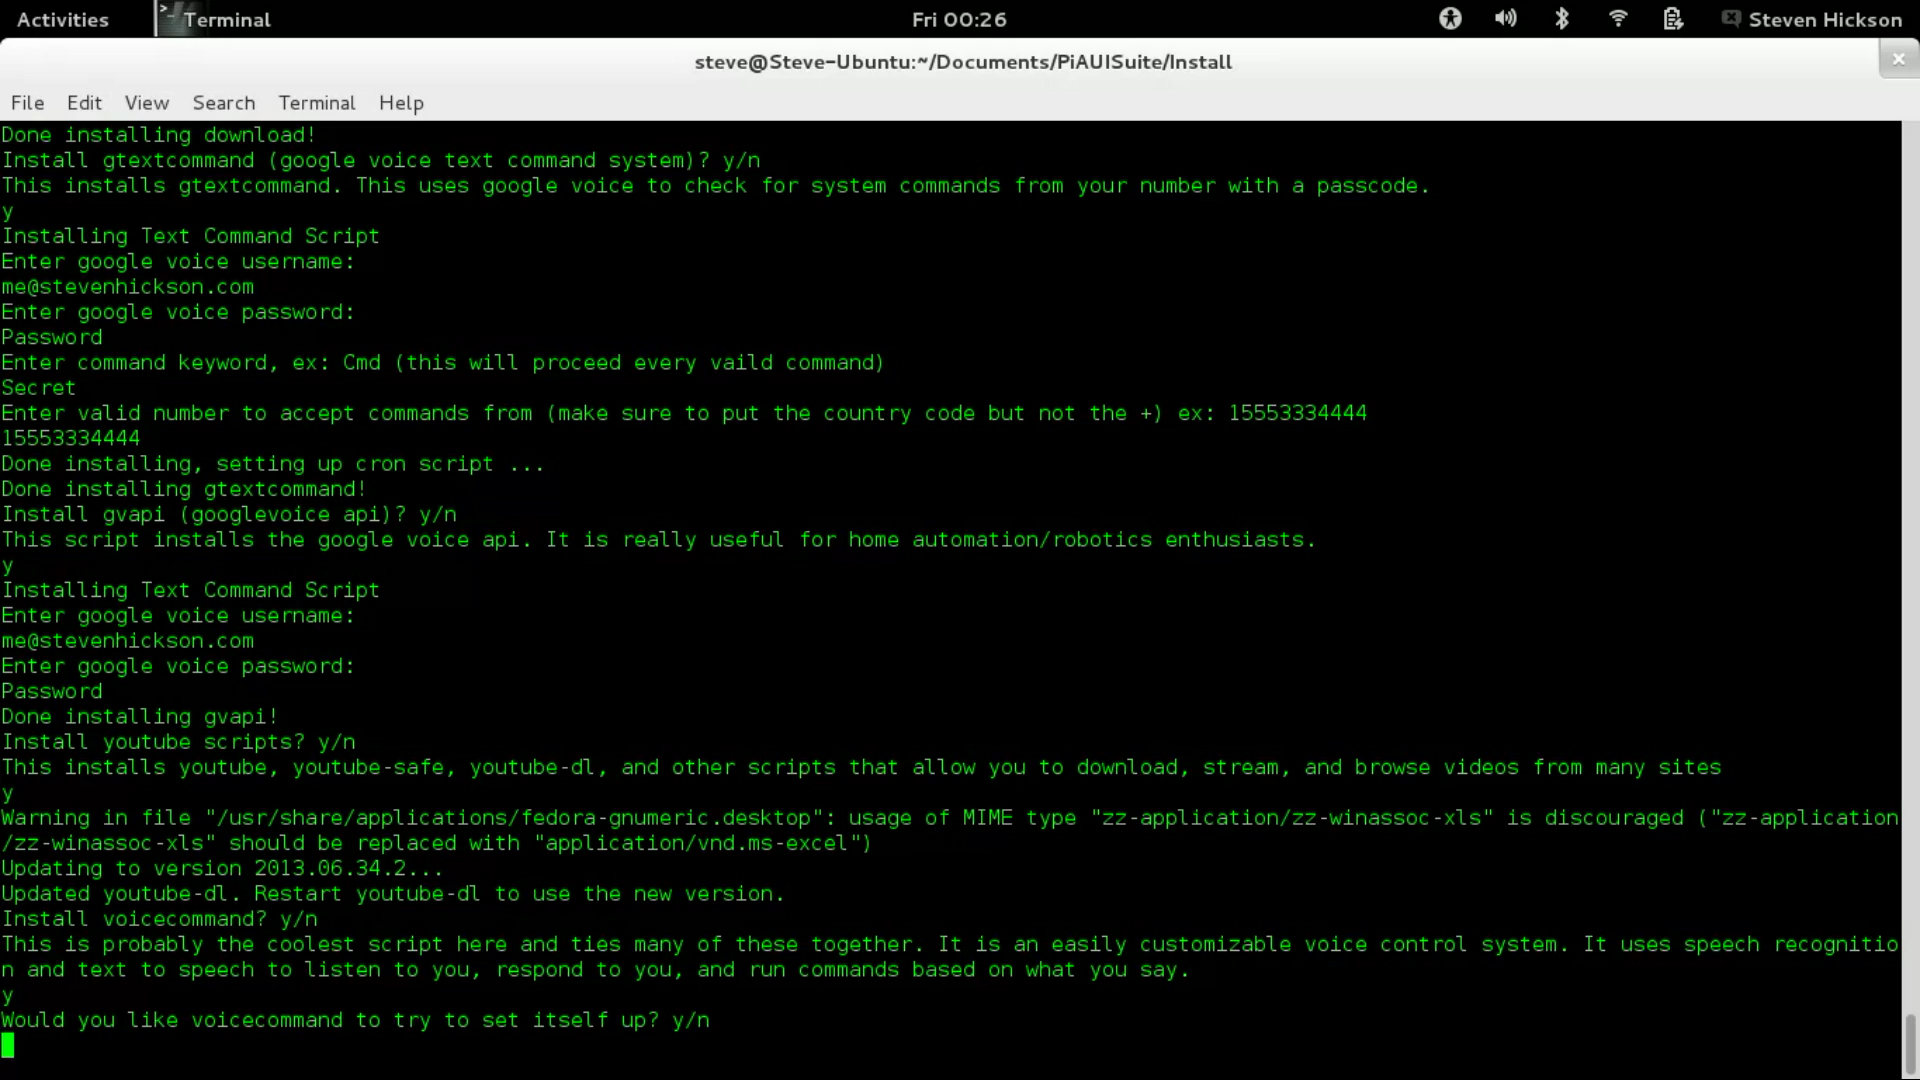 Activities
Terminal
Fri 00:26
Steven Hickson
steve@Steve-Ubuntu:~/Documents/PiAUISuite/Install
File Edit View Search Terminal Help
Done installing download!
Install gtextcommand (google voice text command system)? y/n
This installs gtextcommand. This uses google voice to check for system commands from your number with a passcode.
y
Installing Text Command Script
Enter google voice username:
me@stevenhickson.com
Enter google voice password:
Password
Enter command keyword, ex: Cmd (this will proceed every vaild command)
Secret
Enter valid number to accept commands from (make sure to put the country code but not the +) ex: 15553334444
15553334444
Done installing, setting up cron script ...
Done installing gtextcommand!
Install gvapi (googlevoice api)? y/n
This script installs the google voice api. It is really useful for home automation/robotics enthusiasts.
y
Installing Text Command Script
Enter google voice username:
me@stevenhickson.com
Enter google voice password:
Password
Done installing gvapi!
Install youtube scripts? y/n
This installs youtube, youtube-safe, youtube-dl, and other scripts that allow you to download, stream, and browse videos from many sites
y
Warning in file "/usr/share/applications/fedora-gnumeric.desktop": usage of MIME type "zz-application/zz-winassoc-xls" is discouraged ("zz-application
/zz-winassoc-xls" should be replaced with "application/vnd.ms-excel")
Updating to version 2013.06.34.2...
Updated youtube-dl. Restart youtube-dl to use the new version.
Install voicecommand? y/n
This is probably the coolest script here and ties many of these together. It is an easily customizable voice control system. It uses speech recognitio
n and text to speech to listen to you, respond to you, and run commands based on what you say.
y
Would you like voicecommand to try to set itself up? y/n